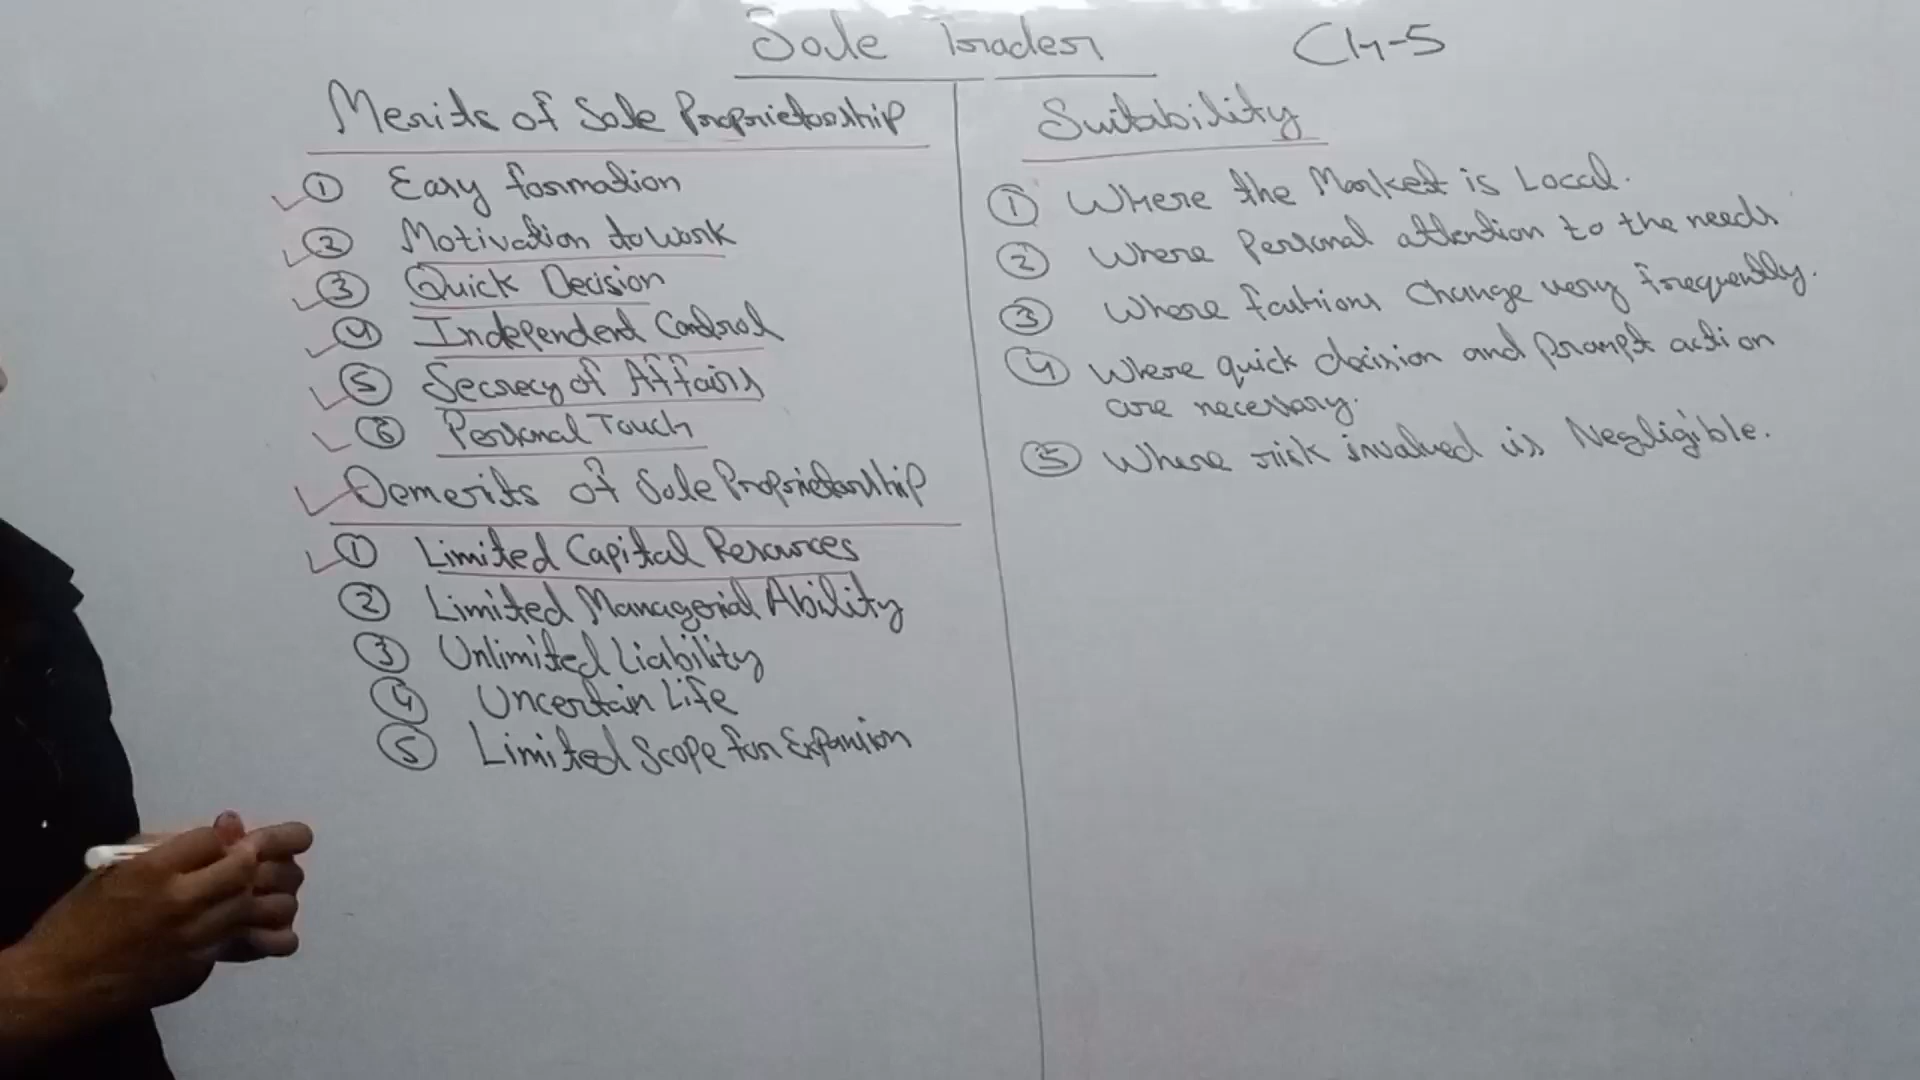 Sole trader Ch-5
Merits of Sole Proprietorship
① Easy formation
② Motivation to work
③ Quick Decision
④ Independent Control
⑤ Secrecy of Affairs
⑥ Personal Touch
Demerits of Sole Proprietorship
① Limited Capital Resources
② Limited Managerial Ability
③ Unlimited Liability
④ Uncertain Life
⑤ Limited Scope for Expansion
Suitability
① Where the Market is Local.
② Where Personal attention to the needs
③ Where fashions Change very frequently.
④ Where quick decision and Prompt action
are necessary.
⑤ Where risk involved is Negligible.